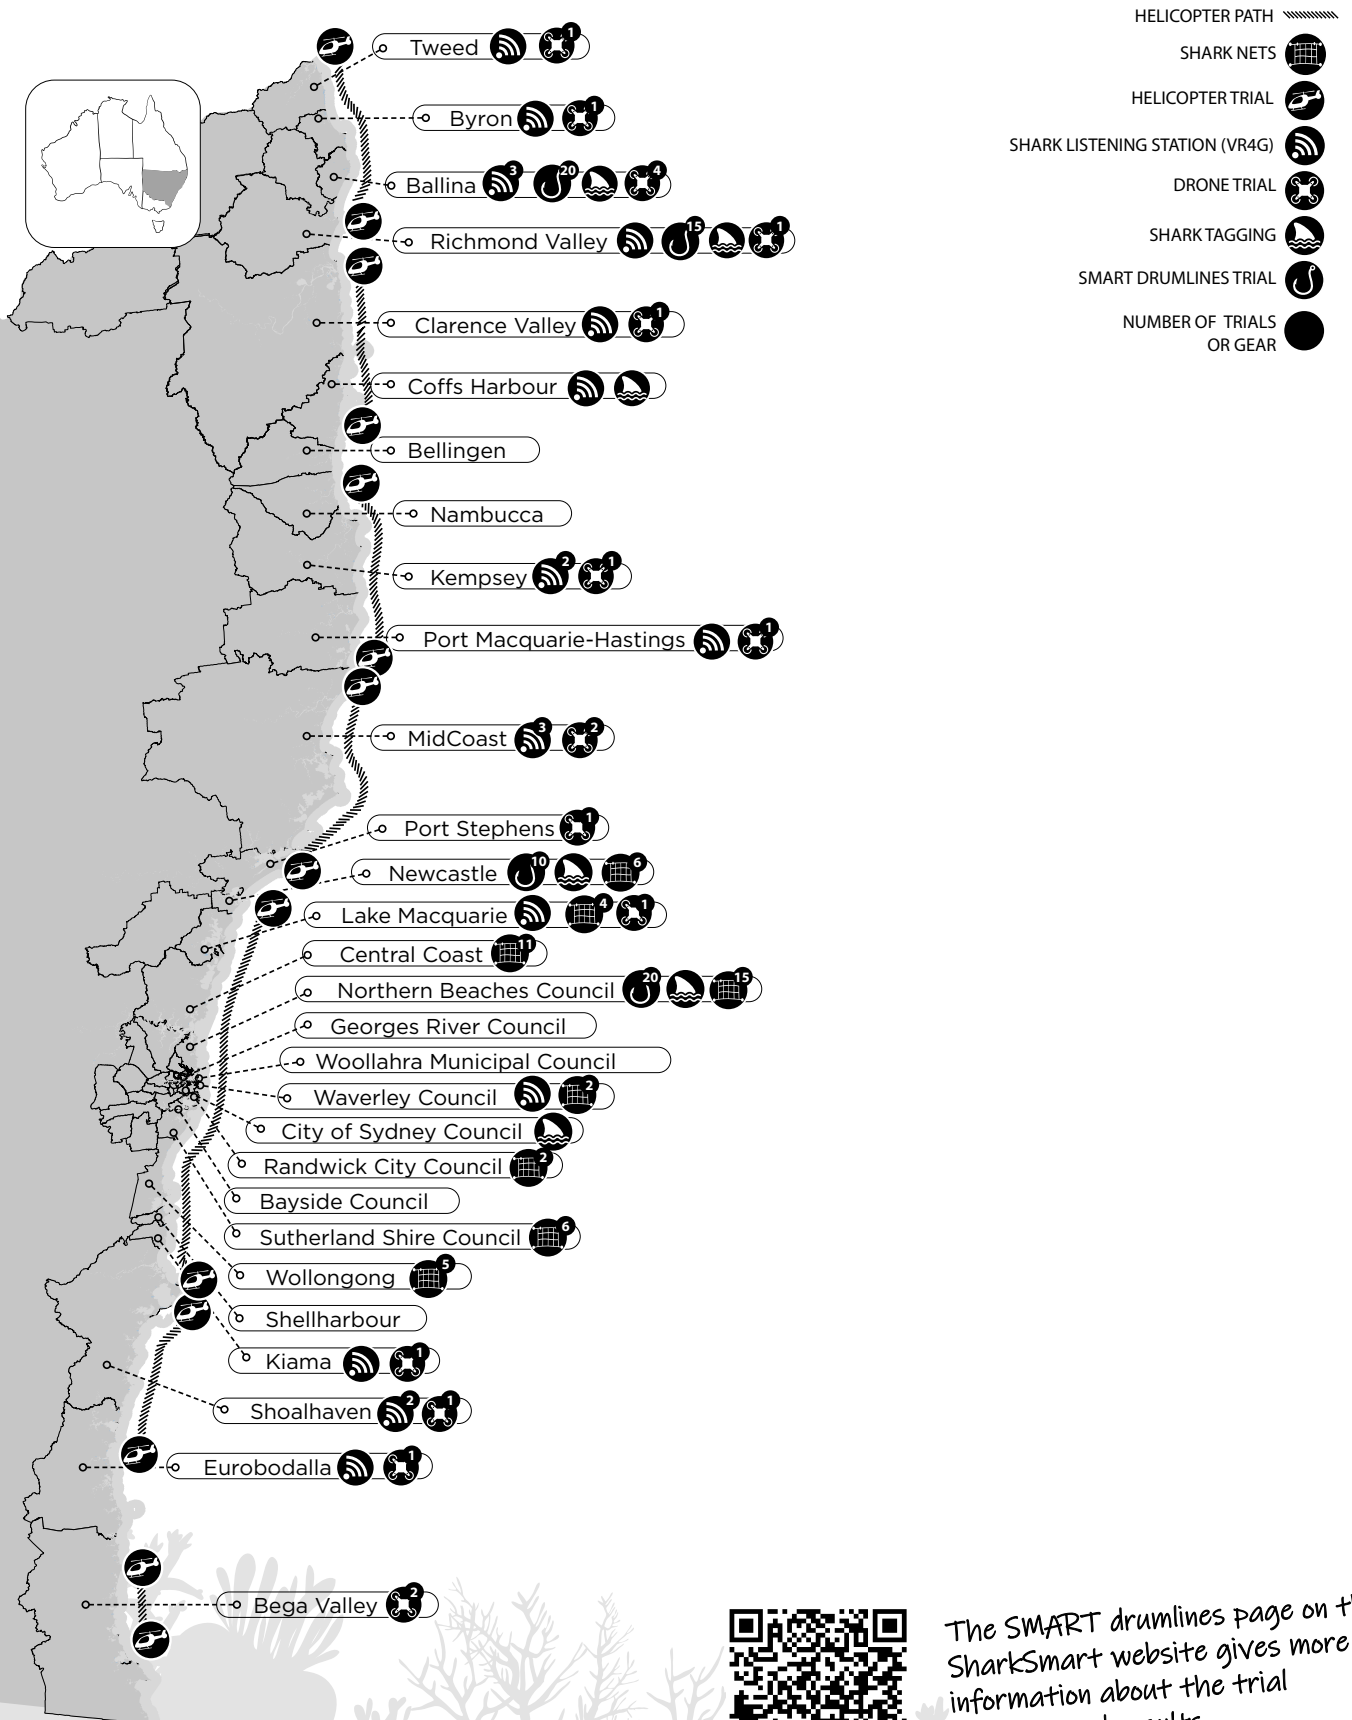 HELICOPTER PATH
SHARK NETS
HELICOPTER TRIAL
SHARK LISTENING STATION (VR4G)
DRONE TRIAL
SHARK TAGGING
SMART DRUMLINES TRIAL
NUMBER OF TRIALS
OR GEAR
Tweed 1
Byron 1
Ballina 3 20 4
Richmond Valley 15 1
Clarence Valley 1
Coffs Harbour
Bellingen
Nambucca
Kempsey 2 1
Port Macquarie-Hastings 1
MidCoast 3 2
Port Stephens 1
Newcastle 10 6
Lake Macquarie 4 1
Central Coast 11
Northern Beaches Council 20 15
Georges River Council
Woollahra Municipal Council
Waverley Council 2
City of Sydney Council
Randwick City Council 2
Bayside Council
Sutherland Shire Council 6
Wollongong 5
Shellharbour
Kiama 1
Shoalhaven 2 1
Eurobodalla 1
Bega Valley 2
The SMART drumlines page on
SharkSmart website gives more
information about the trial